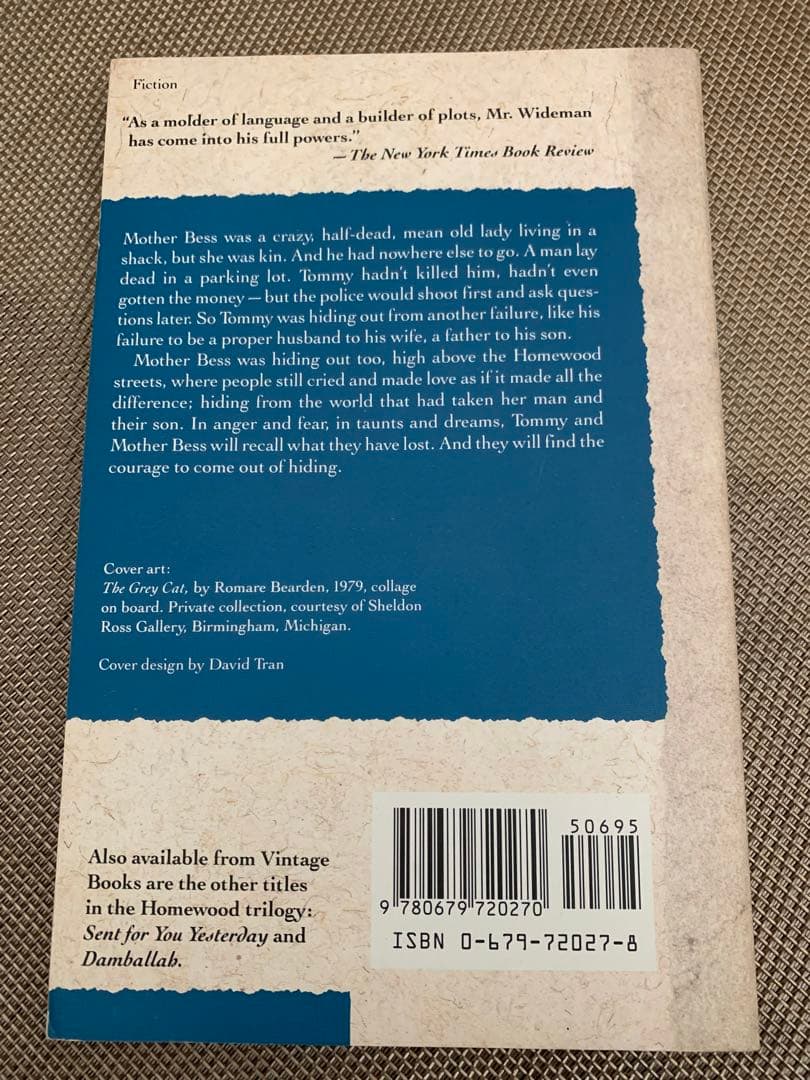 Fiction
“As a molder of language and a builder of plots, Mr. Wideman
has come into his full powers.”
— The New York Times Book Review
Mother Bess was a crazy, half-dead, mean old lady living in a
shack, but she was kin. And he had nowhere else to go. A man lay
dead in a parking lot. Tommy hadn't killed him, hadn't even
gotten the money — but the police would shoot first and ask ques-
tions later. So Tommy was hiding out from another failure, like his
failure to be a proper husband to his wife, a father to his son.
Mother Bess was hiding out too, high above the Homewood
streets, where people still cried and made love as if it made all the
difference; hiding from the world that had taken her man and
their son. In anger and fear, in taunts and dreams, Tommy and
Mother Bess will recall what they have lost. And they will find the
courage to come out of hiding.
Cover art:
The Grey Cat, by Romare Bearden, 1979, collage
on board. Private collection, courtesy of Sheldon
Ross Gallery, Birmingham, Michigan.
Cover design by David Tran
Also available from Vintage
Books are the other titles
in the Homewood trilogy:
Sent for You Yesterday and
Damballah.
50695
9 780679 720270
ISBN 0-679-72027-8